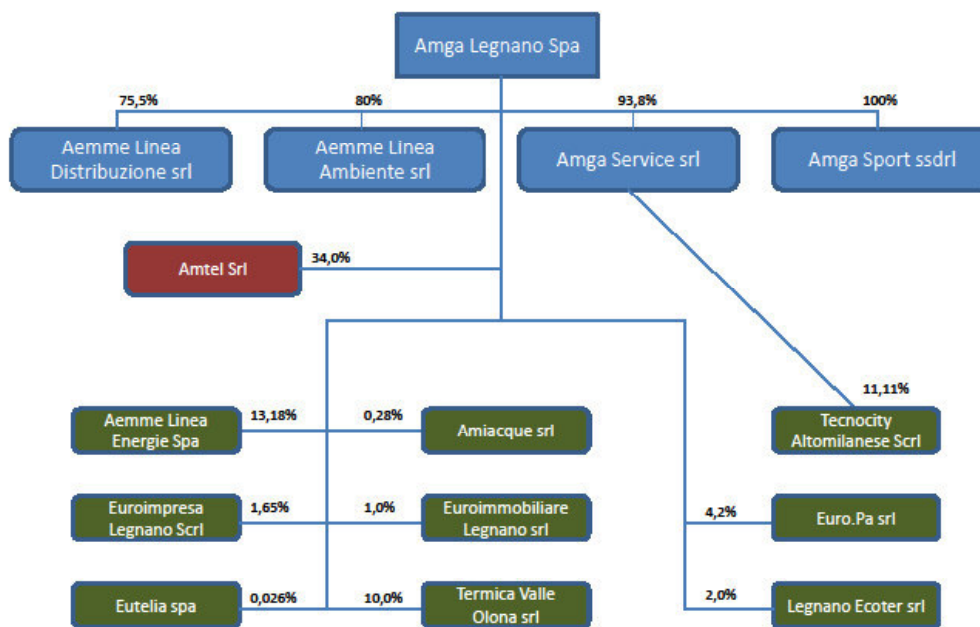 Amga Legnano Spa
75,5%
80%
93,8%
100%
Aemme Linea
Distribuzione srl
Aemme Linea
Ambiente srl
Amga Service srl
Amga Sport ssdrl
Amtel Srl
34,0%
11,11%
Aemme Linea
Energie Spa
13,18%
0,28%
Amiacque srl
Tecnocity
Altomilanese Scrl
Euroimpresa
Legnano Scrl
1,65%
1,0%
Euroimmobiliare
Legnano srl
4,2%
Euro.Pa srl
Eutelia spa
0,026%
10,0%
Termica Valle
Olona srl
2,0%
Legnano Ecoter srl